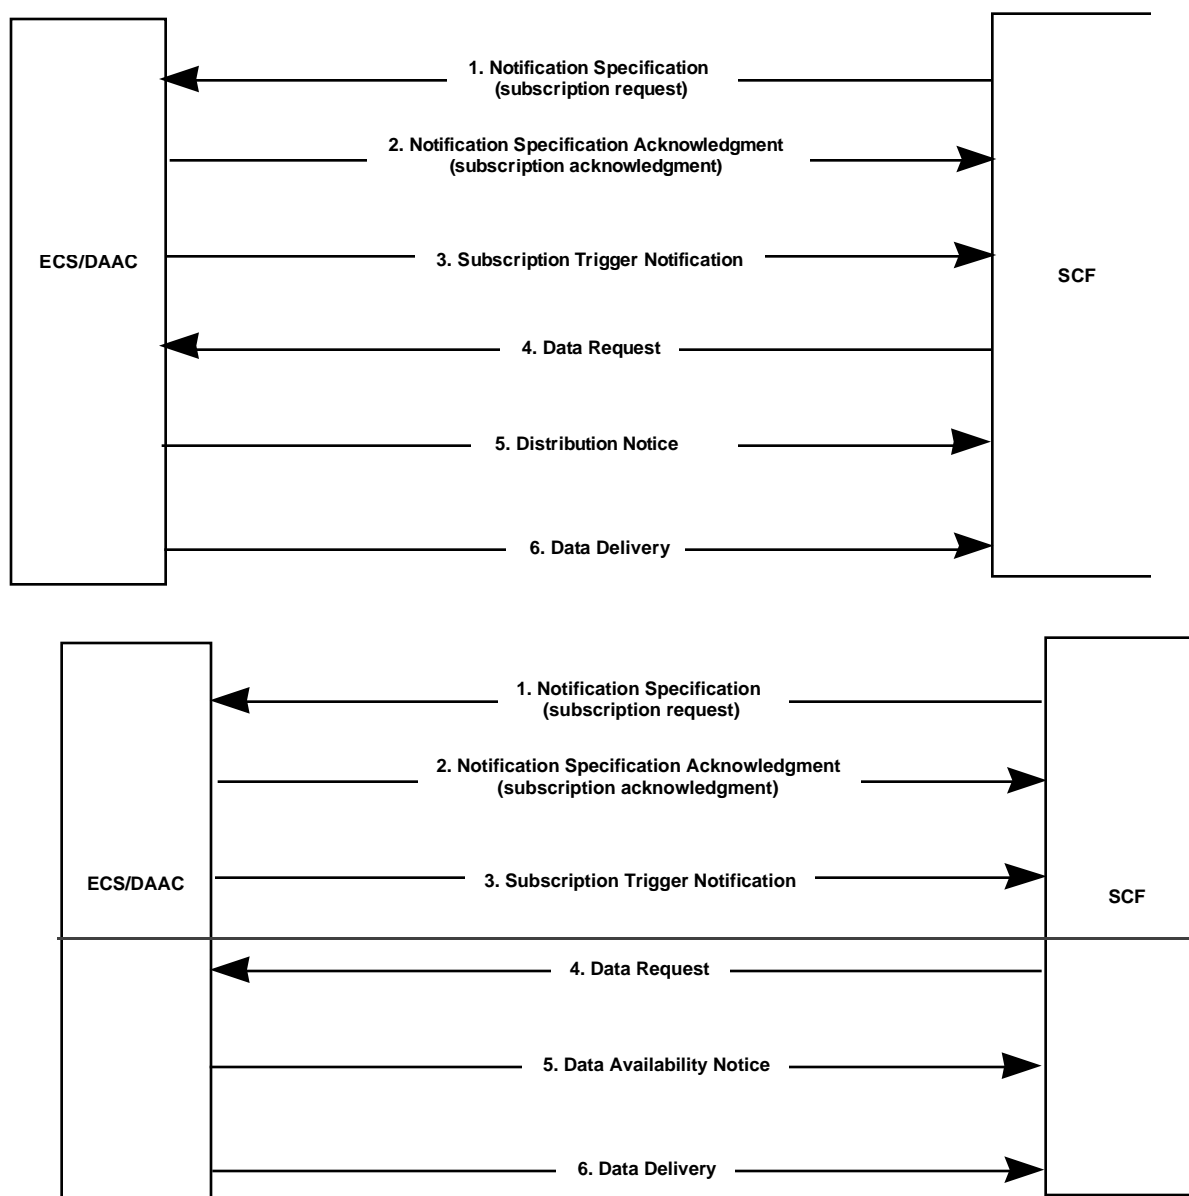 1. Notification Specification
(subscription request)
2. Notification Specification Acknowledgment
(subscription acknowledgment)
ECS/DAAC
3. Subscription Trigger Notification
SCF
4. Data Request
5. Distribution Notice
6. Data Delivery
1. Notification Specification
(subscription request)
2. Notification Specification Acknowledgment
(subscription acknowledgment)
ECS/DAAC
3. Subscription Trigger Notification
SCF
4. Data Request
5. Data Availability Notice
6. Data Delivery